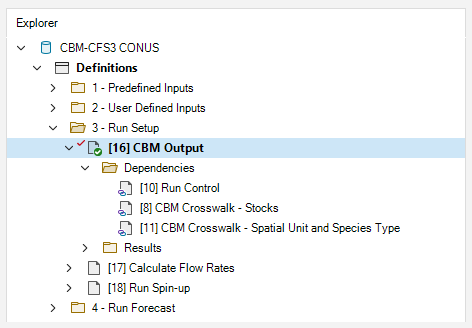 Explorer
CBM-CFS3 CONUS
Definitions
1 - Predefined Inputs
2 - User Defined Inputs
3 - Run Setup
[16] CBM Output
Dependencies
[10] Run Control
[8] CBM Crosswalk - Stocks
[11] CBM Crosswalk - Spatial Unit and Species Type
Results
[17] Calculate Flow Rates
[18] Run Spin-up
4 - Run Forecast